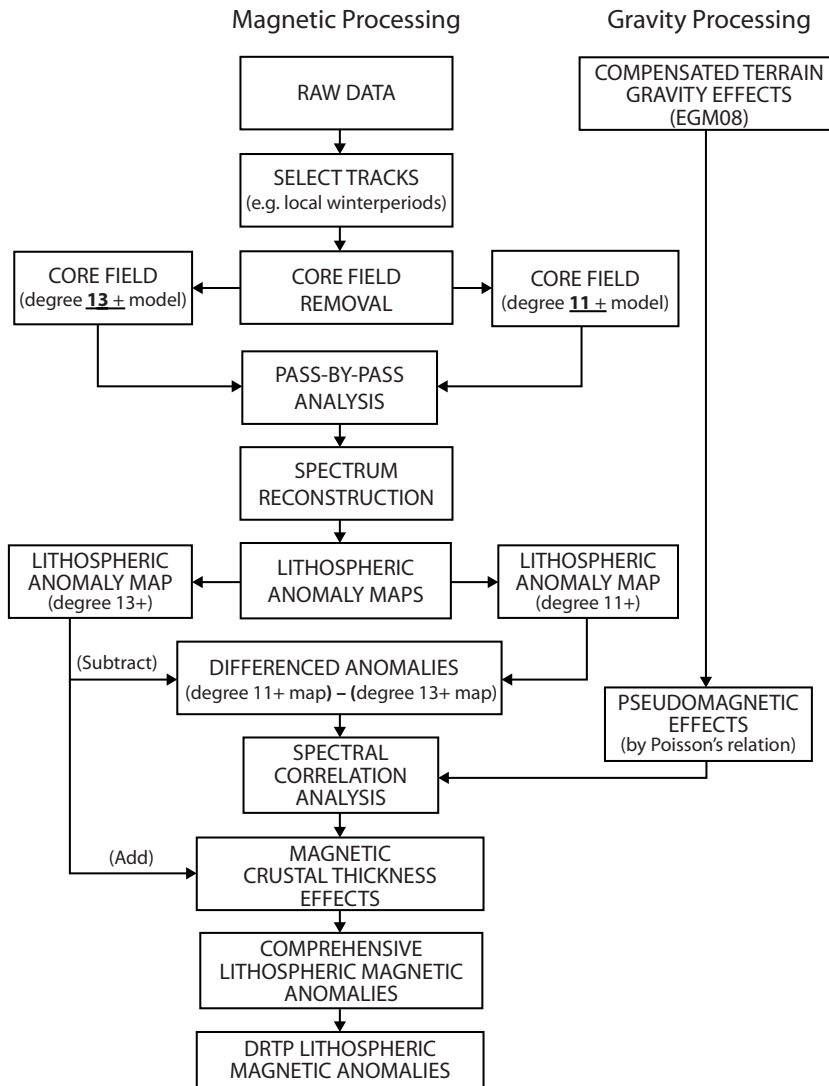 Magnetic Processing
Gravity Processing
RAW DATA
COMPENSATED TERRAIN
GRAVITY EFFECTS
(EGM08)
SELECT TRACKS
(e.g. local winterperiods)
CORE FIELD
(degree 13 + model)
CORE FIELD
REMOVAL
CORE FIELD
(degree 11 + model)
PASS-BY-PASS
ANALYSIS
SPECTRUM
RECONSTRUCTION
LITHOSPHERIC
ANOMALY MAP
(degree 13+)
LITHOSPHERIC
ANOMALY MAPS
LITHOSPHERIC
ANOMALY MAP
(degree 11+)
(Subtract)
DIFFERENCED ANOMALIES
(degree 11+ map) – (degree 13+ map)
PSEUDOMAGNETIC
EFFECTS
(by Poisson's relation)
SPECTRAL
CORRELATION
ANALYSIS
(Add)
MAGNETIC
CRUSTAL THICKNESS
EFFECTS
COMPREHENSIVE
LITHOSPHERIC MAGNETIC
ANOMALIES
DRTP LITHOSPHERIC
MAGNETIC ANOMALIES